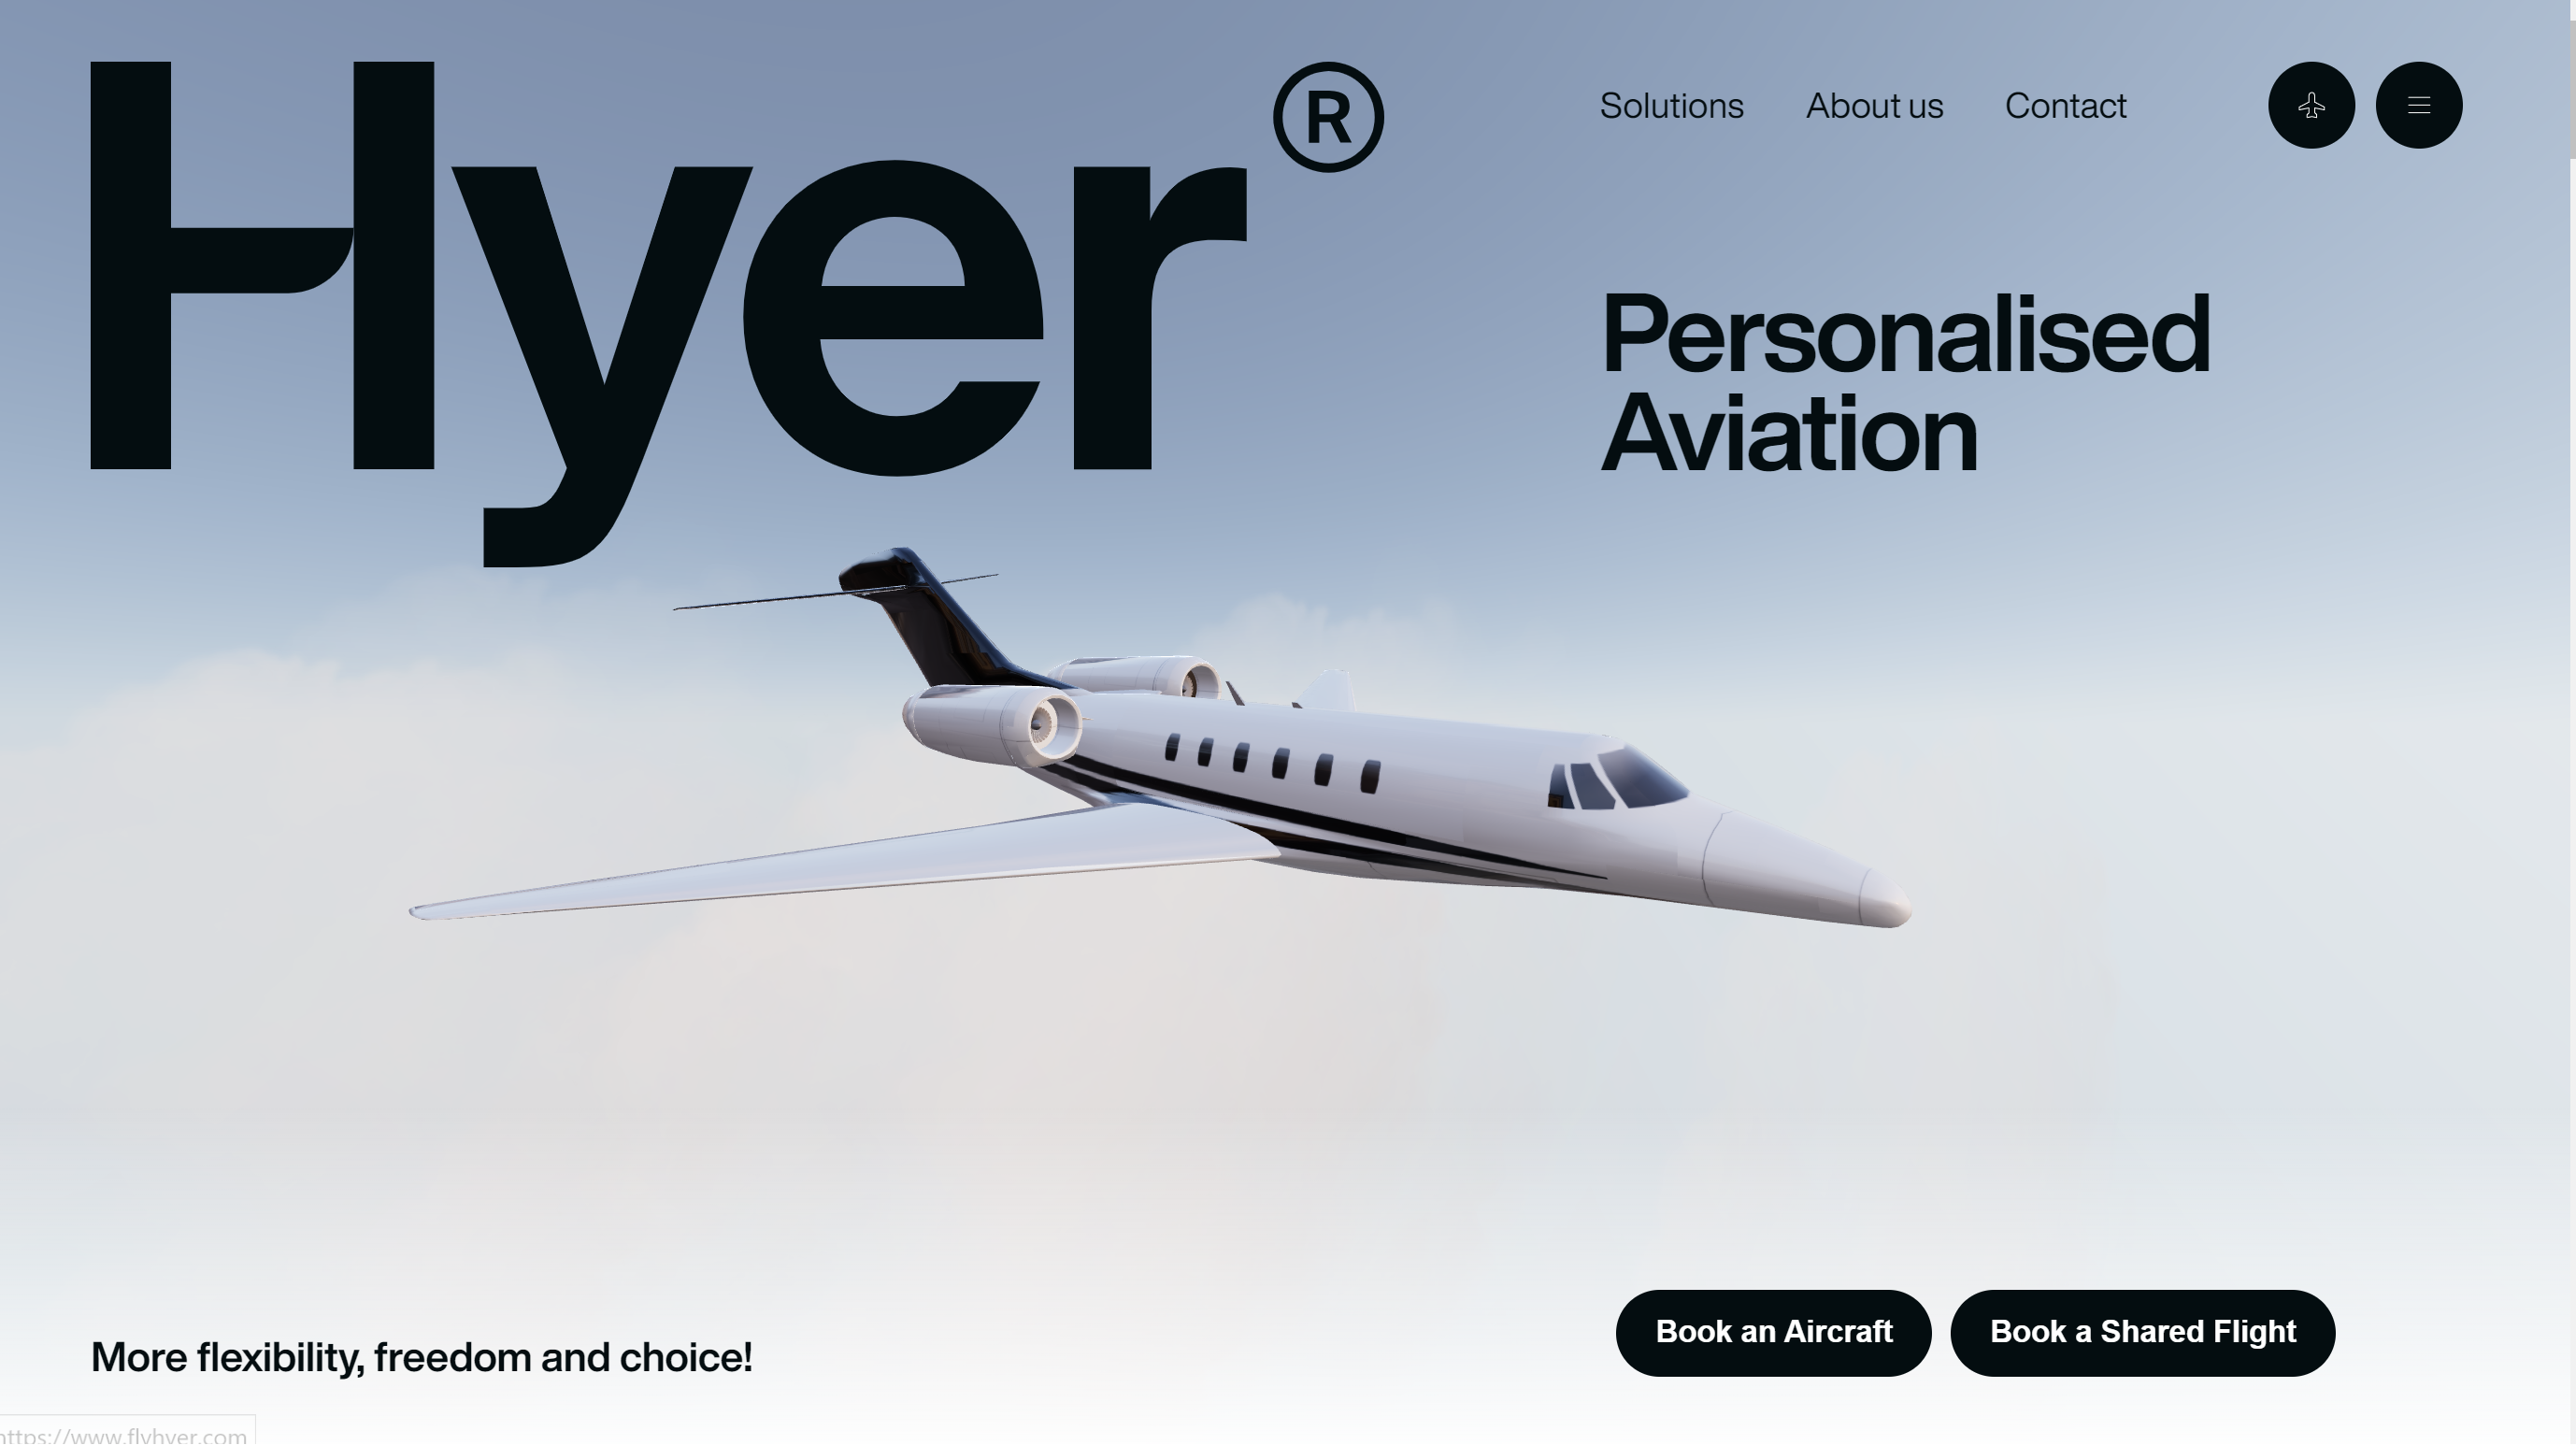 Hyer®
Solutions About us Contact
Personalised
Aviation
More flexibility, freedom and choice!
Book an Aircraft Book a Shared Flight
https://www.flyhyer.com